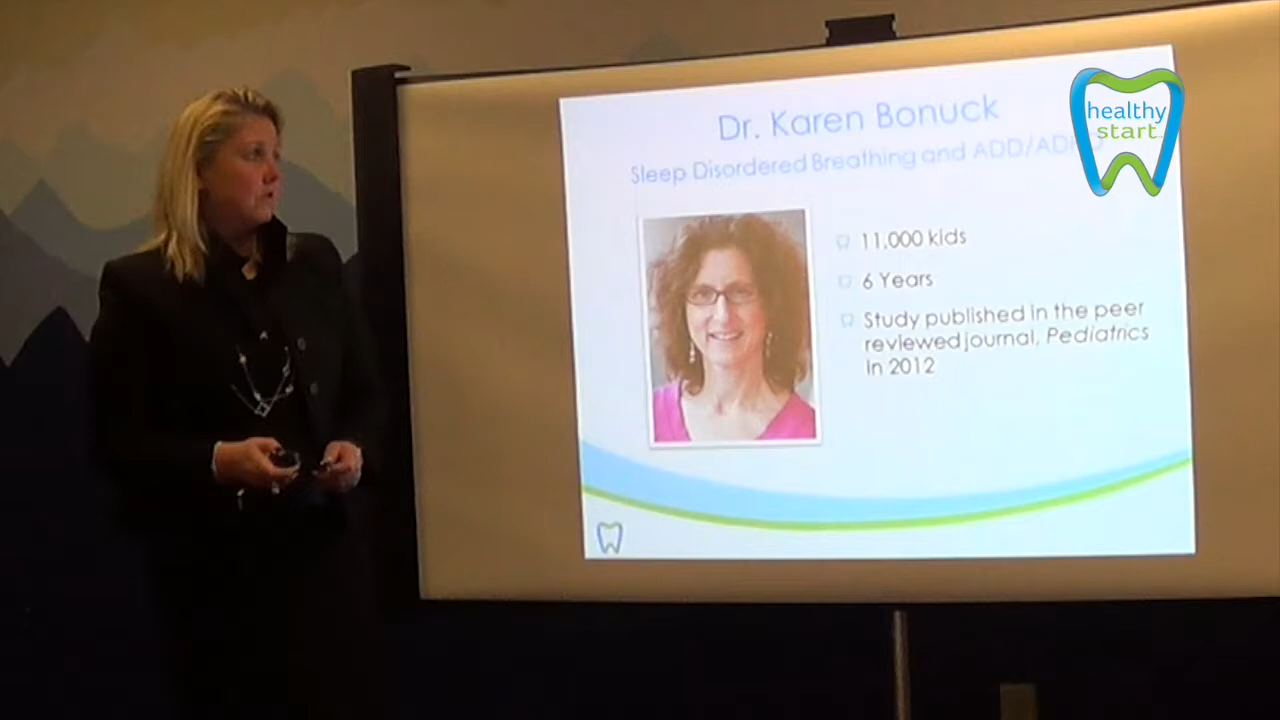 Dr. Karen Bonuck
Sleep Disordered Breathing and ADD/ADHD
healthy
start
11,000 kids
6 Years
Study published in the peer
reviewed journal, Pediatrics
in 2012